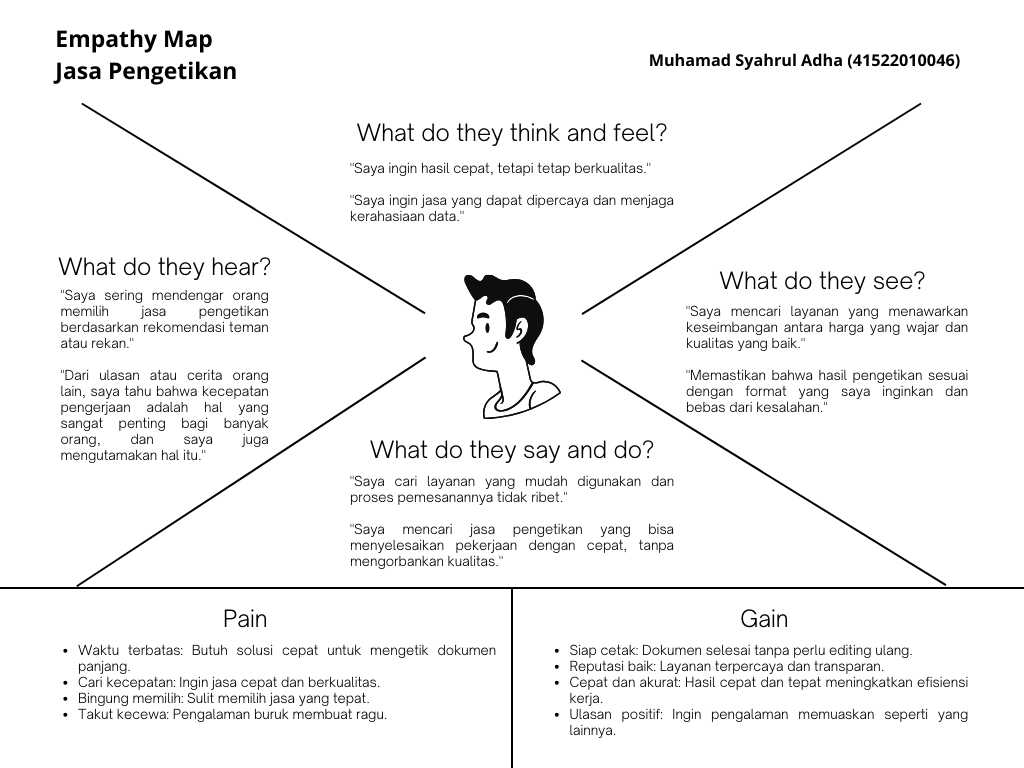 Empathy Map
Jasa Pengetikan
Muhamad Syahrul Adha (41522010046)
What do they think and feel?
"Saya ingin hasil cepat, tetapi tetap berkualitas."
"Saya ingin jasa yang dapat dipercaya dan menjaga
kerahasiaan data."
What do they hear?
"Saya sering mendengar orang
memilih jasa pengetikan
berdasarkan rekomendasi teman
atau rekan."
"Dari ulasan atau cerita orang
lain, saya tahu bahwa kecepatan
pengerjaan adalah hal yang
sangat penting bagi banyak
orang, dan saya juga
mengutamakan hal itu."
What do they see?
"Saya mencari layanan yang menawarkan
keseimbangan antara harga yang wajar dan
kualitas yang baik."
"Memastikan bahwa hasil pengetikan sesuai
dengan format yang saya inginkan dan
bebas dari kesalahan."
What do they say and do?
"Saya cari layanan yang mudah digunakan dan
proses pemesanannya tidak ribet."
"Saya mencari jasa pengetikan yang bisa
menyelesaikan pekerjaan dengan cepat, tanpa
mengorbankan kualitas."
Pain
• Waktu terbatas: Butuh solusi cepat untuk mengetik dokumen
panjang.
• Cari kecepatan: Ingin jasa cepat dan berkualitas.
• Bingung memilih: Sulit memilih jasa yang tepat.
• Takut kecewa: Pengalaman buruk membuat ragu.
Gain
• Siap cetak: Dokumen selesai tanpa perlu editing ulang.
• Reputasi baik: Layanan terpercaya dan transparan.
• Cepat dan akurat: Hasil cepat dan tepat meningkatkan efisiensi
kerja.
• Ulasan positif: Ingin pengalaman memuaskan seperti yang
lainnya.